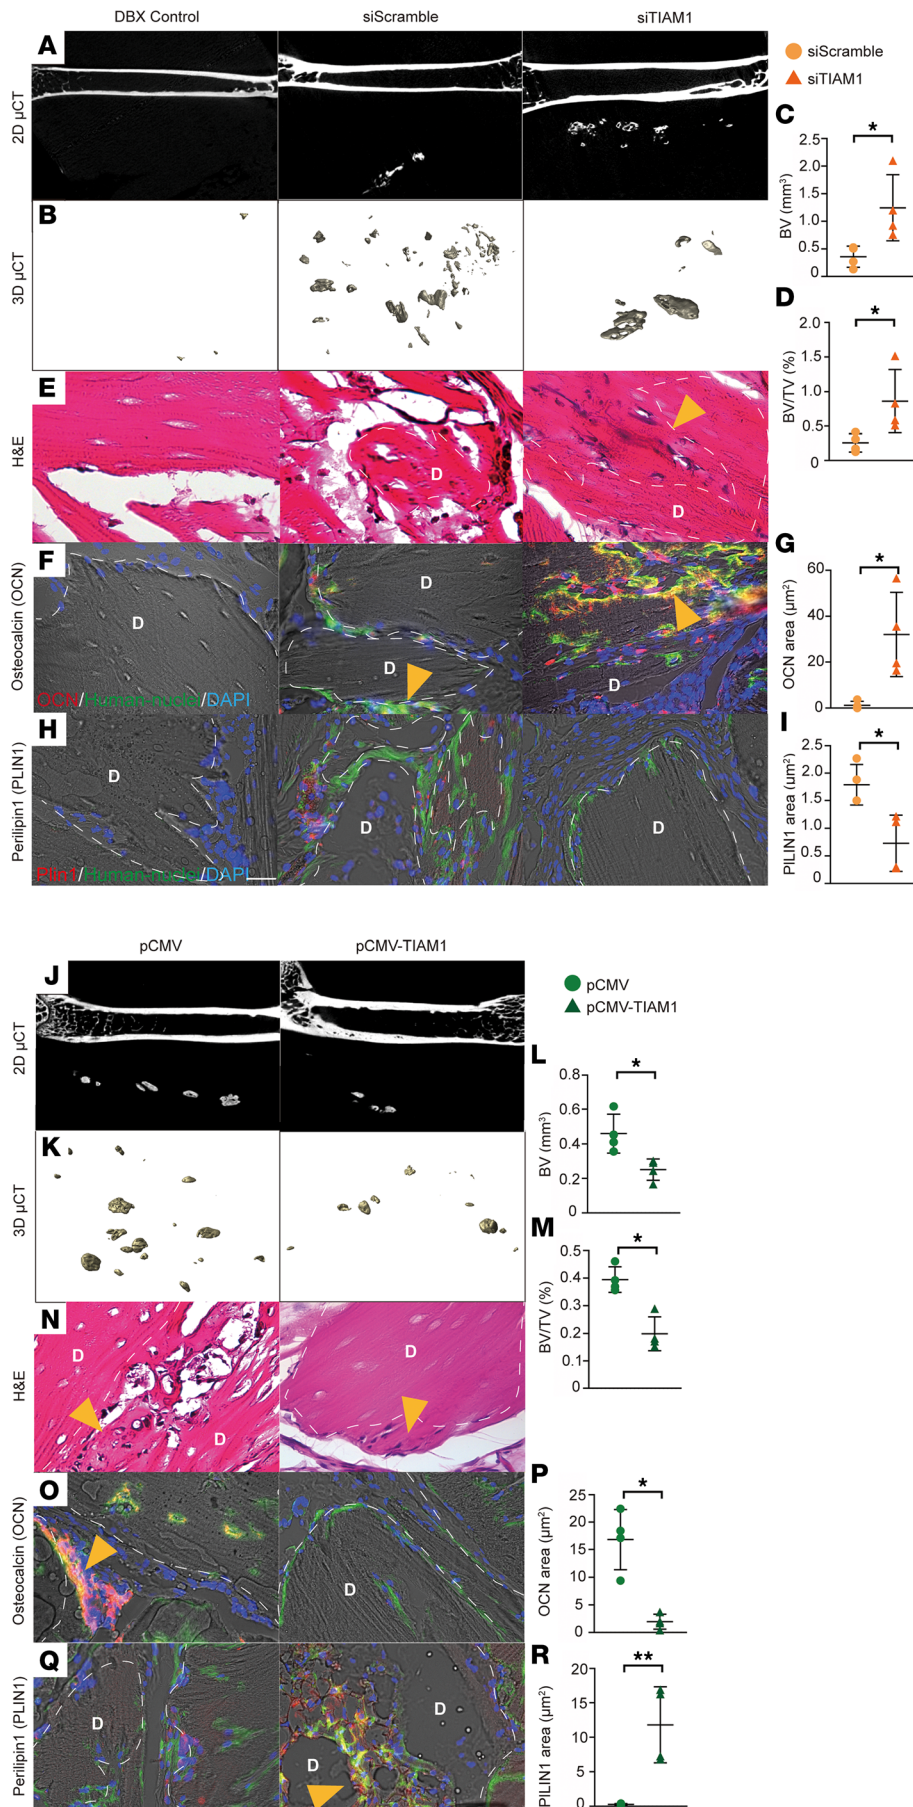 DBX Control siScramble siTIAM1
A
2D µCT
siScramble
siTIAM1
B
3D µCT
C
BV (mm³)
2.5
2.0
1.5
1.0
0.5
0
*
D
BV/TV (%)
2.0
1.5
1.0
0.5
0
*
E
H&E
D
D
F
Osteocalcin (OCN)
D
D
D
D
OCN/Human-nuclei/DAPI
G
OCN area (µm²)
60
40
20
0
*
H
Perilipin1 (PLIN1)
D
D
D
Plin1/Human-nuclei/DAPI
I
PILIN1 area (µm²)
2.5
2.0
1.5
1.0
0.5
0
*
pCMV pCMV-TIAM1
J
2D µCT
pCMV
pCMV-TIAM1
K
3D µCT
L
BV (mm³)
0.8
0.6
0.4
0.2
0
*
M
BV/TV (%)
0.5
0.4
0.3
0.2
0.1
0
*
N
H&E
D
D
D
O
Osteocalcin (OCN)
D
P
OCN area (µm²)
25
20
15
10
5
0
*
Q
Perilipin1 (PLIN1)
D
D
D
R
PILIN1 area (µm²)
20
15
10
5
0
**